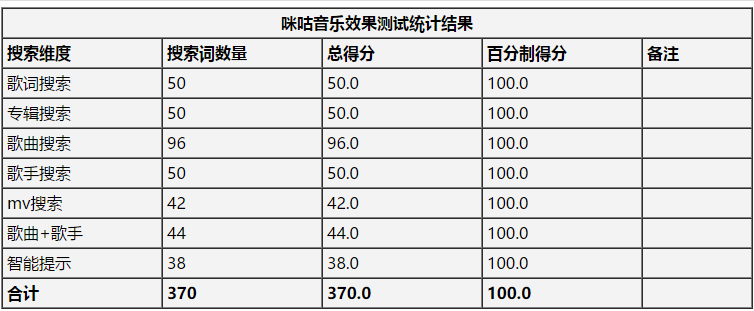 咪咕音乐效果测试统计结果
搜索维度 搜索词数量 总得分 百分制得分 备注
歌词搜索 50 50.0 100.0
专辑搜索 50 50.0 100.0
歌曲搜索 96 96.0 100.0
歌手搜索 50 50.0 100.0
mv搜索 42 42.0 100.0
歌曲+歌手 44 44.0 100.0
智能提示 38 38.0 100.0
合计 370 370.0 100.0